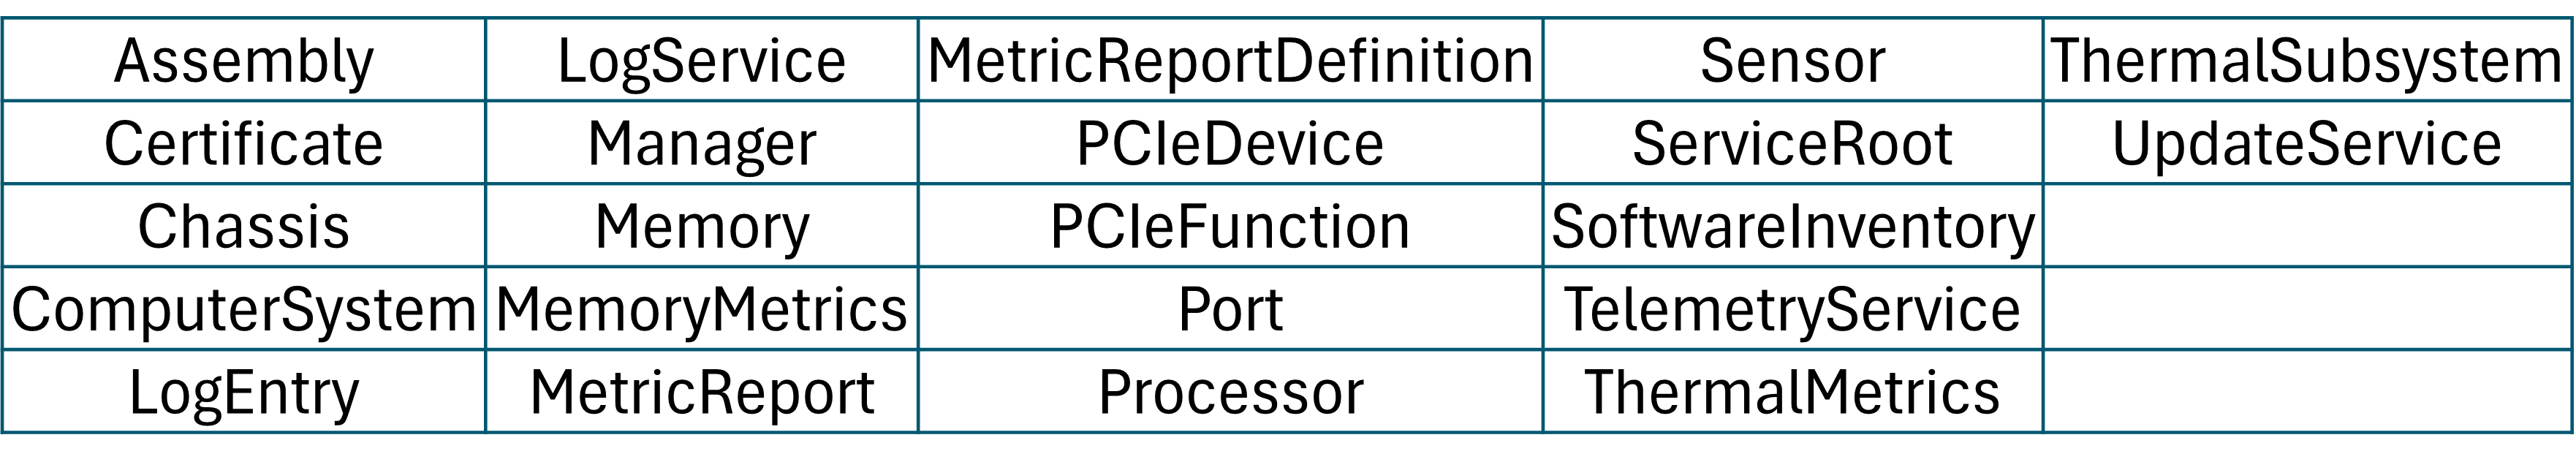 Assembly LogService MetricReportDefinition Sensor ThermalSubsystem
Certificate Manager PCIeDevice ServiceRoot UpdateService
Chassis Memory PCIeFunction SoftwareInventory
ComputerSystem MemoryMetrics Port TelemetryService
LogEntry MetricReport Processor ThermalMetrics